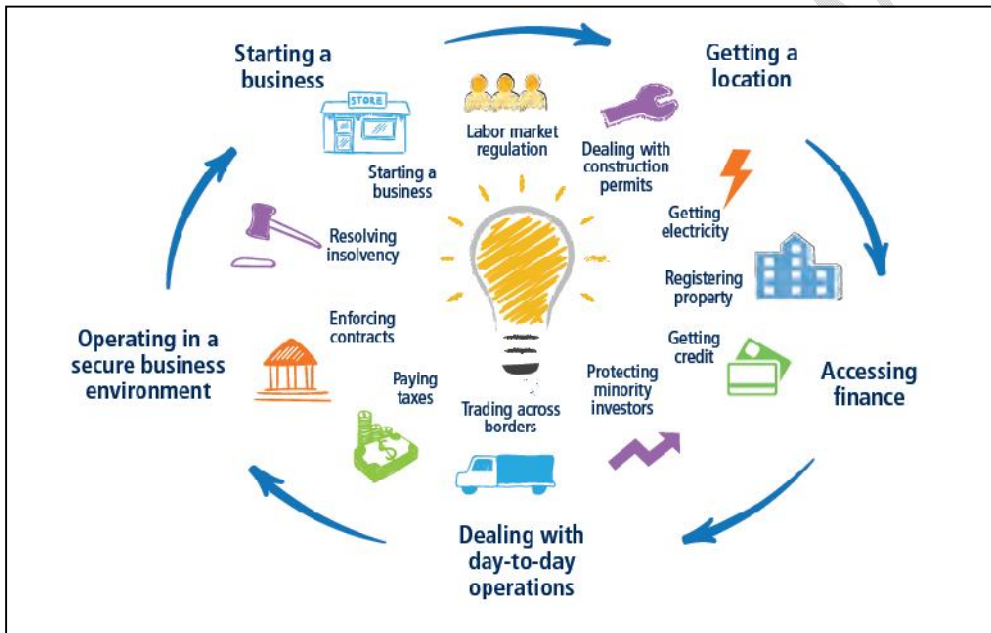 Starting a
business
Getting a
location
STORE
Labor market
regulation
Dealing with
construction
permits
Starting a
business
Getting
electricity
Resolving
insolvency
Registering
property
Enforcing
contracts
Getting
credit
Operating in a
secure business
environment
Accessing
finance
Paying
taxes
Protecting
minority
investors
Trading across
borders
$
Dealing with
day-to-day
operations